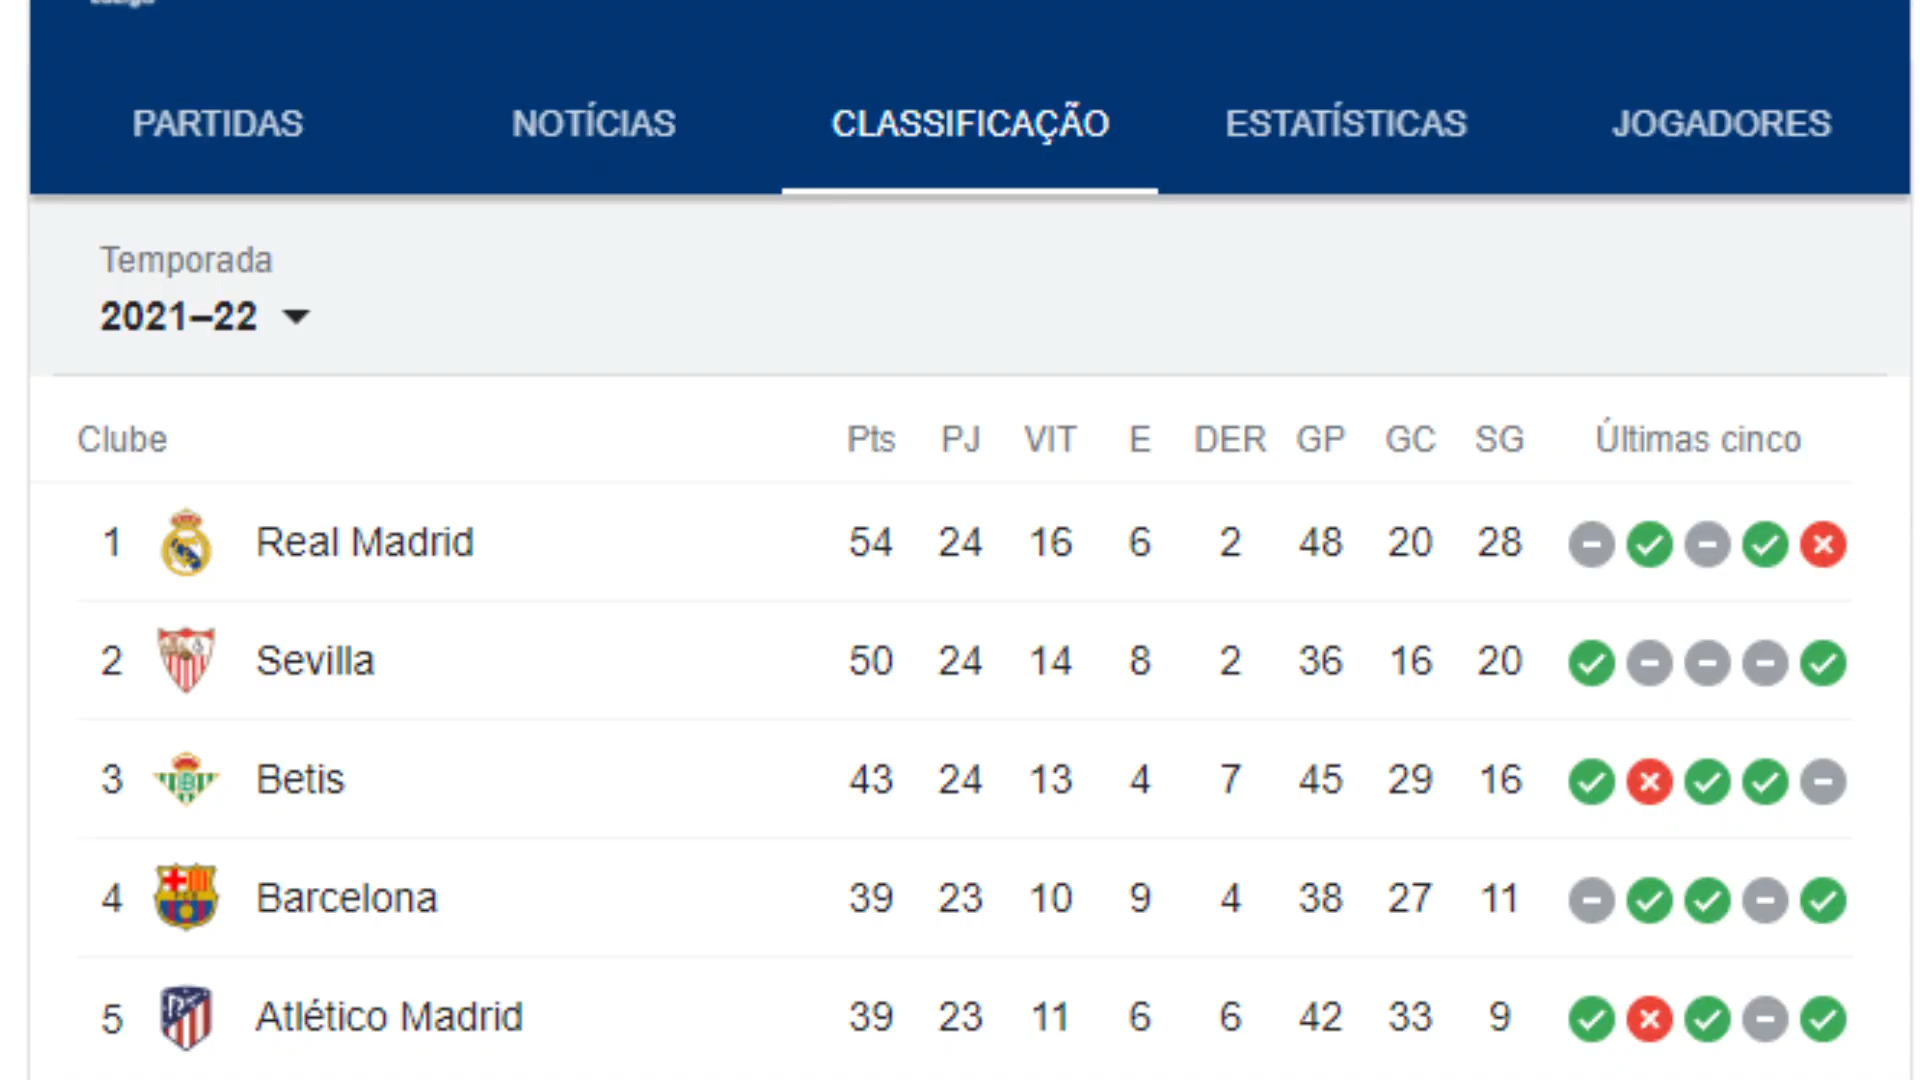 PARTIDAS NOTÍCIAS CLASSIFICAÇÃO ESTATÍSTICAS JOGADORES
Temporada
2021–22
Clube Pts PJ VIT E DER GP GC SG Últimas cinco
1 Real Madrid 54 24 16 6 2 48 20 28
2 Sevilla 50 24 14 8 2 36 16 20
3 Betis 43 24 13 4 7 45 29 16
4 Barcelona 39 23 10 9 4 38 27 11
5 Atlético Madrid 39 23 11 6 6 42 33 9